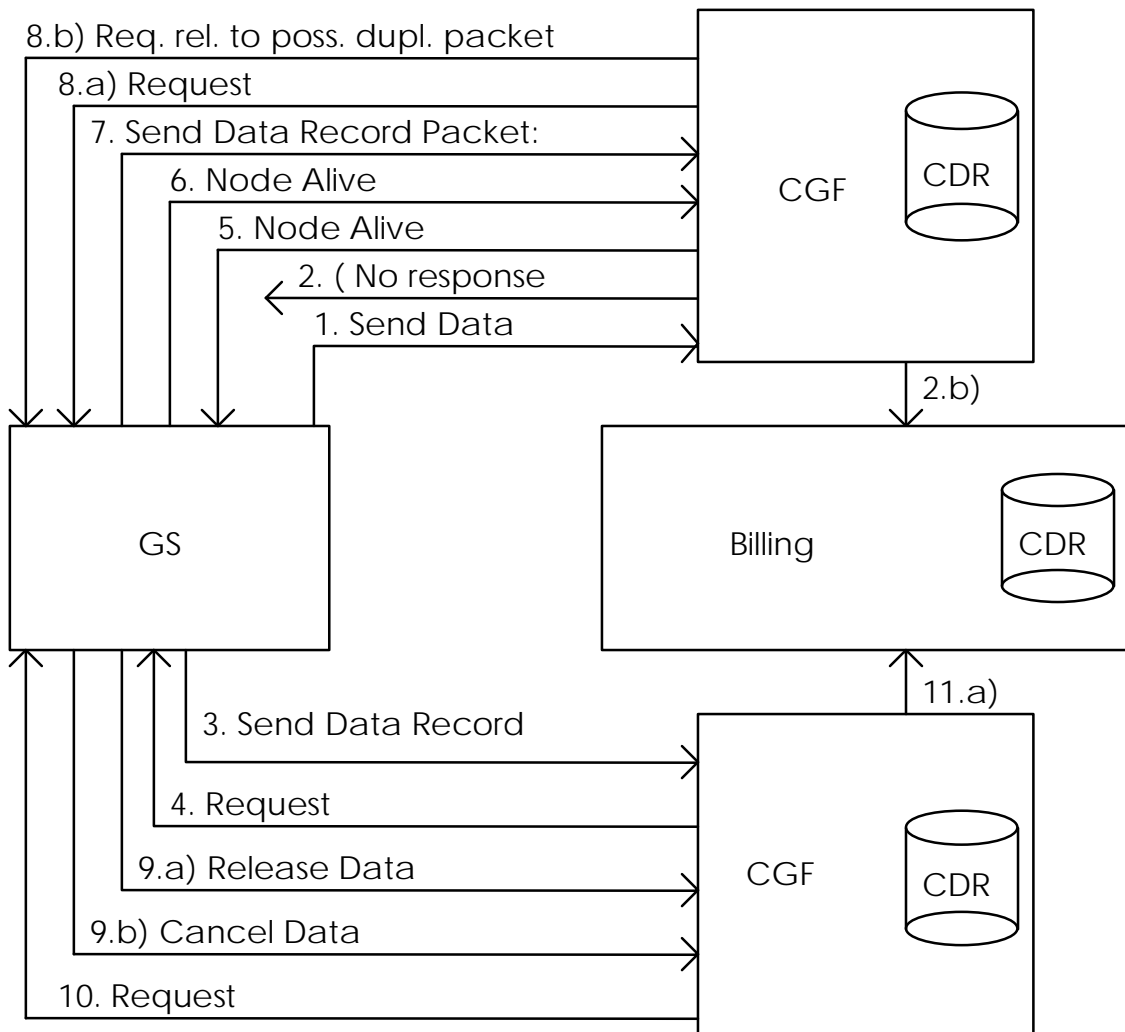 8.b) Req. rel. to poss. dupl. packet
8.a) Request
7. Send Data Record Packet:
6. Node Alive
5. Node Alive
2. ( No response
1. Send Data
CGF
CDR
2.b)
GS
Billing
CDR
11.a)
3. Send Data Record
4. Request
9.a) Release Data
9.b) Cancel Data
10. Request
CGF
CDR